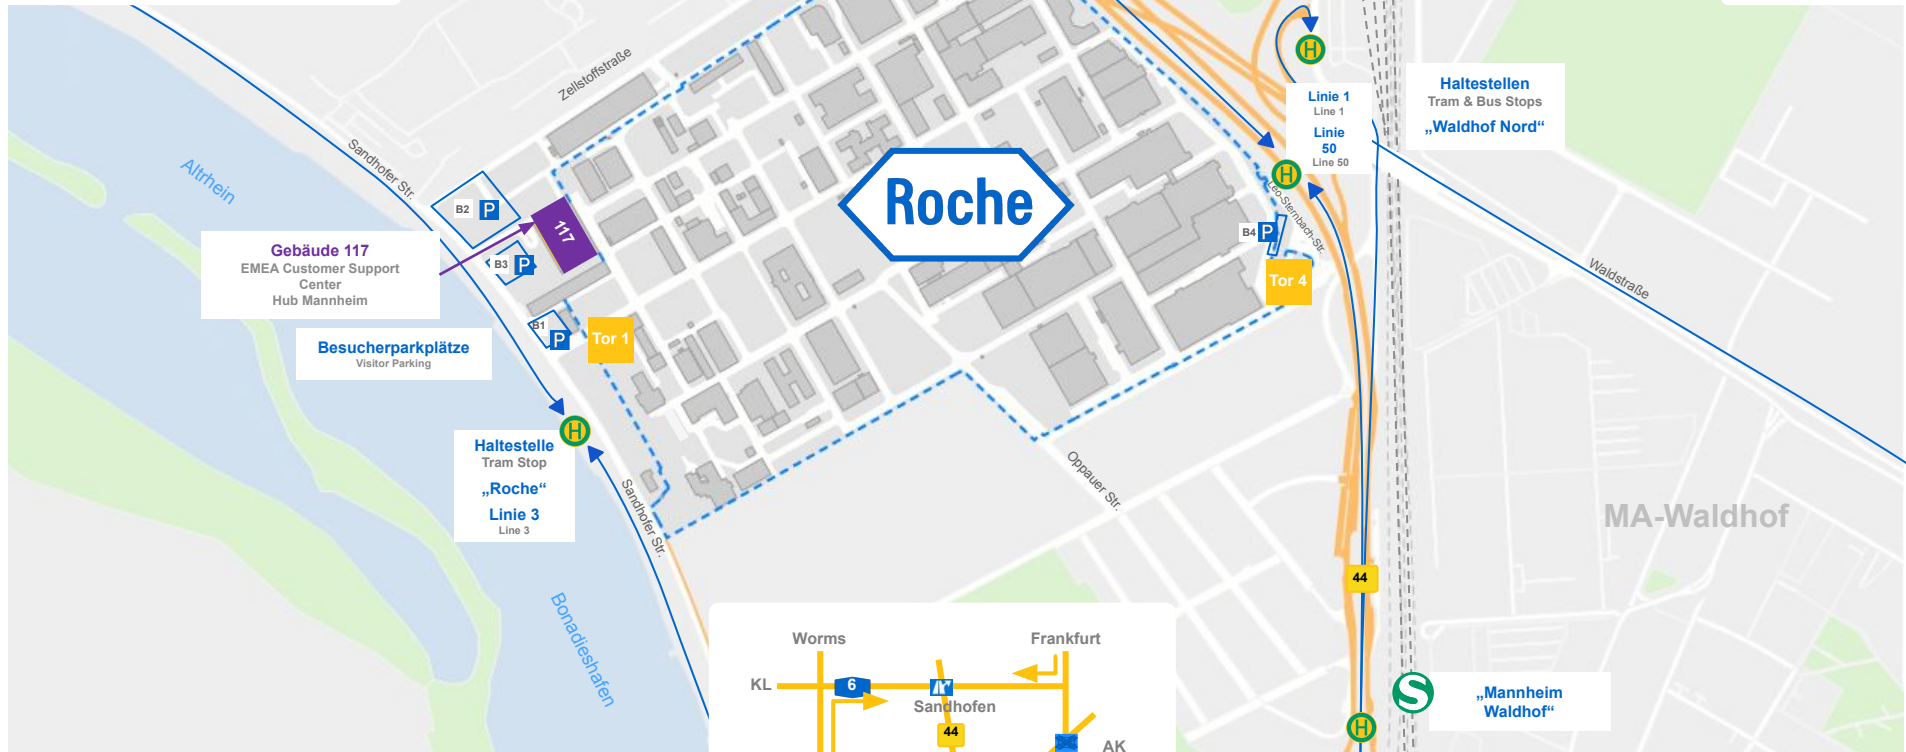 Zellstoffstraße
Sandhofer Str.
Altrhein
B2
P
117
Gebäude 117
EMEA Customer Support
Center
Hub Mannheim
B3
P
B1
P
Tor 1
Besucherparkplätze
Visitor Parking
H
Haltestelle
Tram Stop
„Roche“
Linie 3
Line 3
Sandhofer Str.
Bonadieshafen
Roche
H
Linie 1
Line 1
Linie
50
Line 50
Haltestellen
Tram & Bus Stops
„Waldhof Nord“
H
Leo-Sternbach-Str.
B4
P
Tor 4
Waldstraße
Oppauer Str.
MA-Waldhof
44
S
„Mannheim
Waldhof“
H
Worms
Frankfurt
KL
6
Sandhofen
44
AK